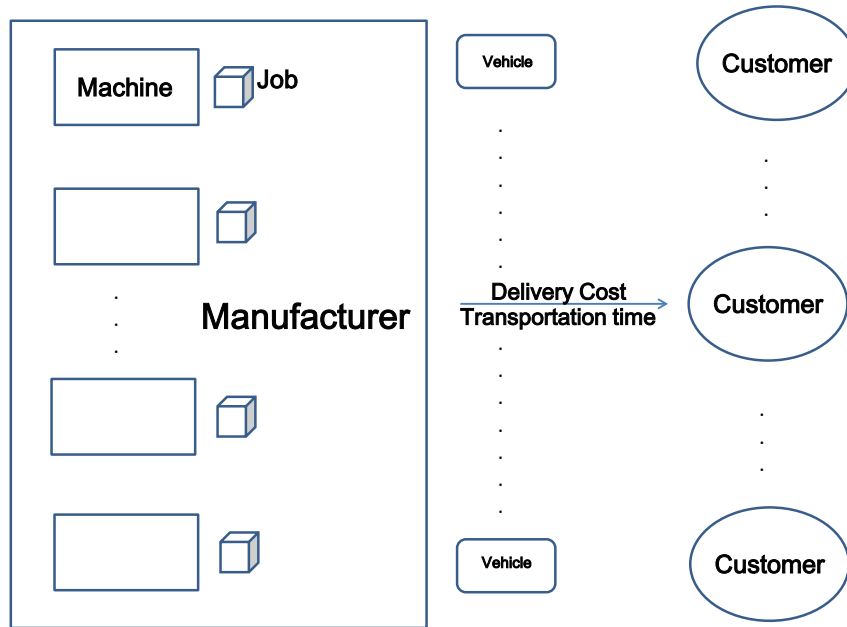 Machine
Job
Vehicle
Customer
Manufacturer
Delivery Cost
Transportation time
Customer
Vehicle
Customer